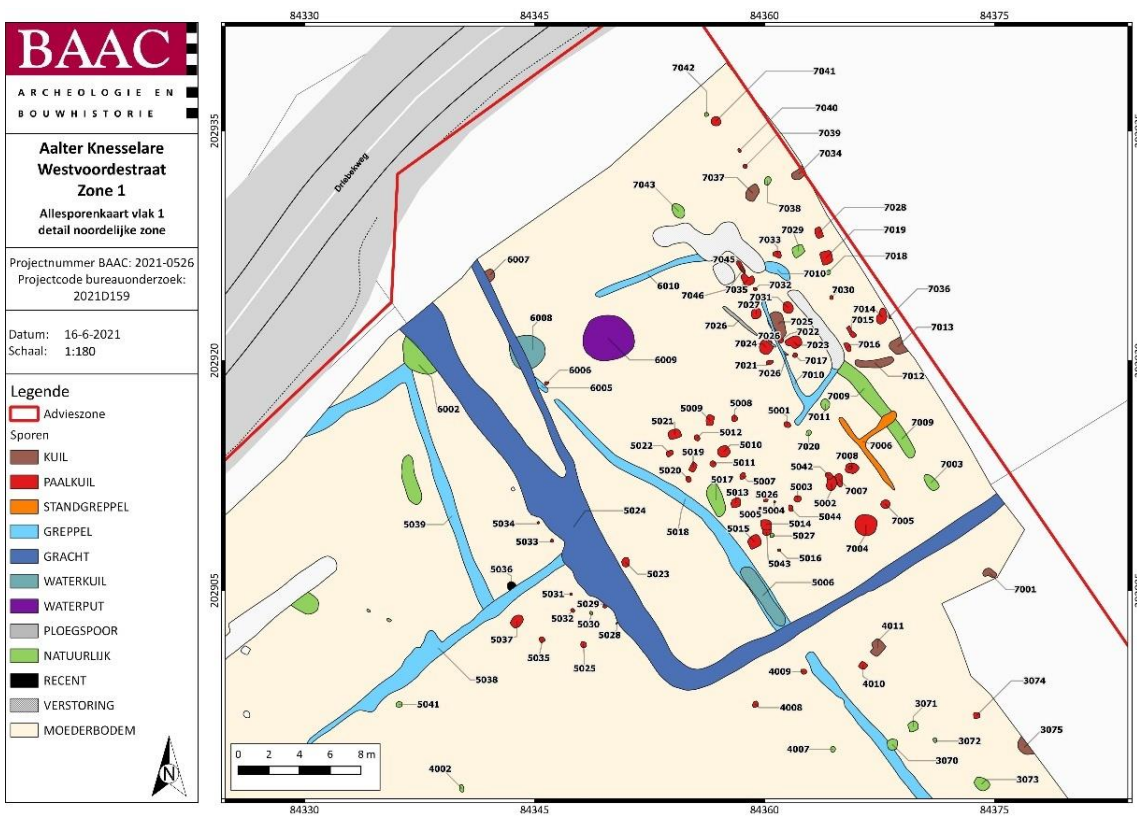 BAAC
ARCHEOLOGIE EN
BOUWHISTORIE
Aalter Knesselare
Westvoordestraat
Zone 1
Allesporenkaart vlak 1
detail noordelijke zone
Projectnummer BAAC: 2021-0526
Projectcode bureauonderzoek:
2021D159
Datum: 16-6-2021
Schaal: 1:180
Legende
Advieszone
Sporen
KUIL
PAALKUIL
STANDGREPPEL
GREPPEL
GRACHT
WATERKUIL
WATERPUT
PLOEGSPOOR
NATUURLIJK
RECENT
VERSTORING
MOEDERBODEM
N
84330 84345 84360 84375
202935 202935
Driebekweg
7042 7041
7040
7039
7034
7037
7038
7043
7028
7033 7029 7019
7018
6007
7045 7010
6010
7046 7035 7032 7030
7031 7036
7027 7014
7015
7025 7013
7026 7026 7022
6008 7024 7023 7016
202920
6009 7017
7021 7010 7012
7026
6006
6005
6002 7009
5009 5008 5001 7011
5021 5012 7006 7009
5022 5010 7020
5019 7008
5020 5011 5042 7003
5017 5007 5003 7007
5013 5026 5002
5024 5004 5044
5039 5034 5018 5005 7005
5014
5015 5027 7004
5033 5016
5043
5036 5023
202905
5006 7001
5031 5029
5032 5030
5037 5028 4011
5035 5025
5038 4009 4010
5041 4008 3074
3071 3075
3072
4007 3070
4002 3073
0 2 4 6 8 m
84330 84345 84360 84375